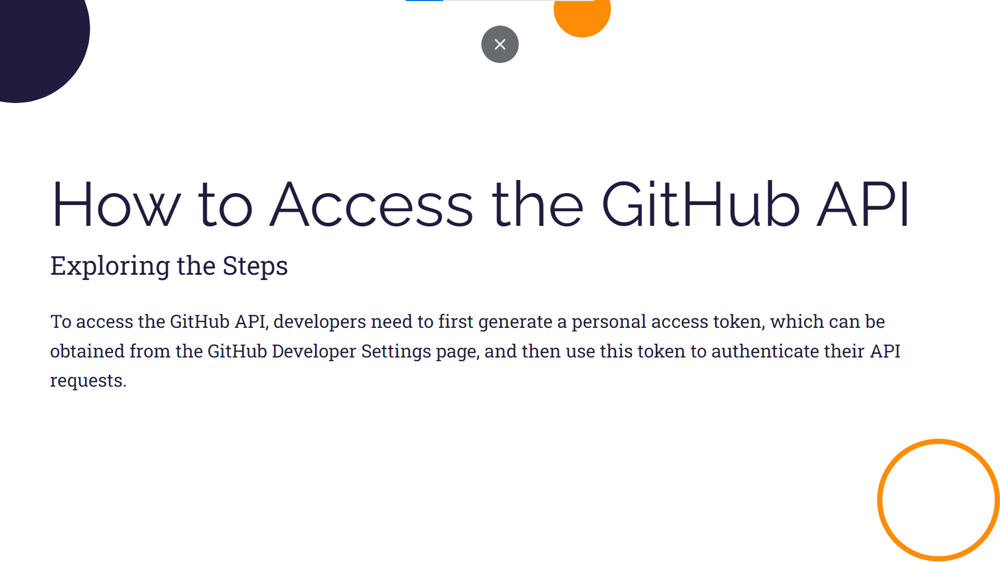 How to Access the GitHub API
Exploring the Steps
To access the GitHub API, developers need to first generate a personal access token, which can be
obtained from the GitHub Developer Settings page, and then use this token to authenticate their API
requests.